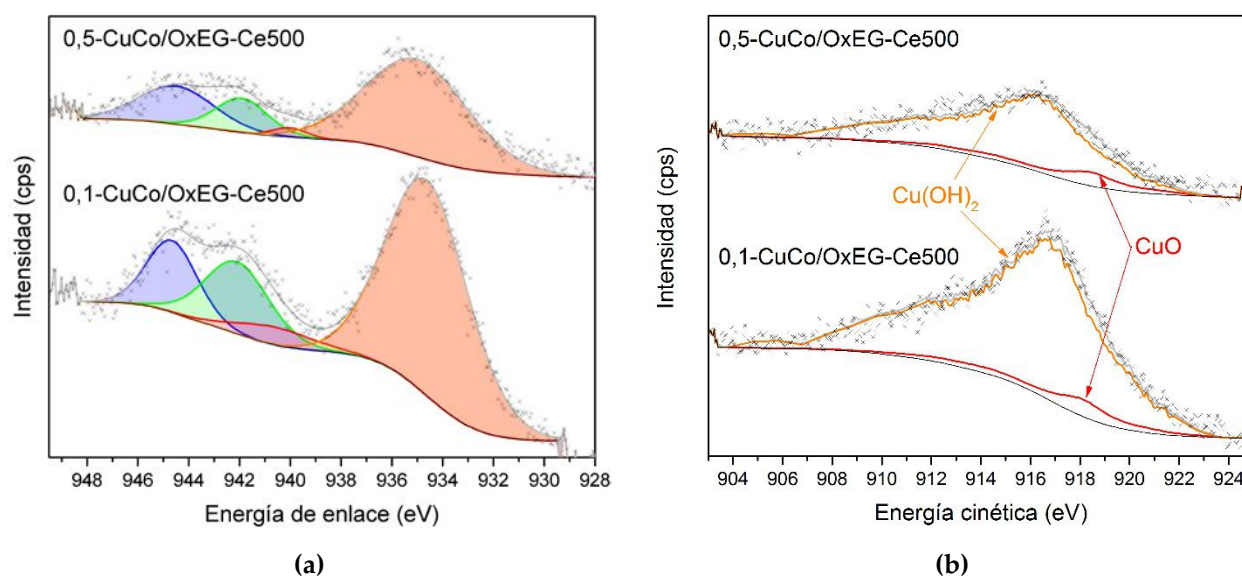 0,5-CuCo/OxEG-Ce500
0,1-CuCo/OxEG-Ce500
Intensidad (cps)
948 946 944 942 940 938 936 934 932 930 928
Energía de enlace (eV)
(a)
0,5-CuCo/OxEG-Ce500
Cu(OH)2
CuO
0,1-CuCo/OxEG-Ce500
Intensidad (cps)
904 906 908 910 912 914 916 918 920 922 924
Energía cinética (eV)
(b)